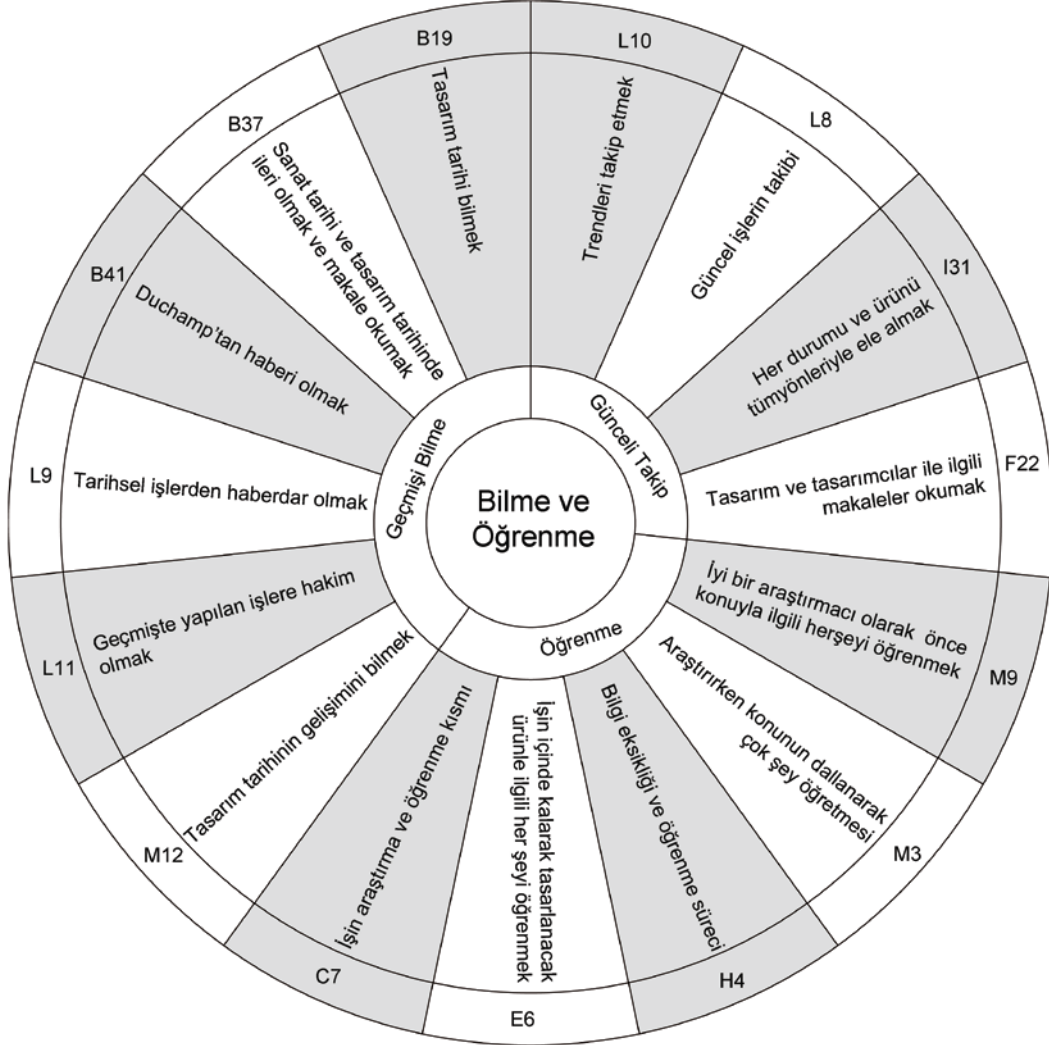 Bilme ve
Öğrenme
Günceli Takip
L10
Trendleri takip etmek
L8
Güncel işlerin takibi
I31
Her durumu ve ürünü
tümyönleriyle ele almak
F22
Tasarım ve tasarımcılar ile ilgili
makaleler okumak
Öğrenme
M9
İyi bir araştırmacı olarak önce
konuyla ilgili herşeyi öğrenmek
M3
Araştırırken konunun dallanarak
çok şey öğretmesi
H4
Bilgi eksikliği ve öğrenme süreci
E6
İşin içinde kalarak tasarlanacak
ürünle ilgili her şeyi öğrenmek
C7
İşin araştırma ve öğrenme kısmı
Geçmişi Bilme
M12
Tasarım tarihinin gelişimini bilmek
L11
Geçmişte yapılan işlere hakim
olmak
L9
Tarihsel işlerden haberdar olmak
B41
Duchamp'tan haberi olmak
B37
Sanat tarihi ve tasarım tarihinde
ileri olmak ve makale okumak
B19
Tasarım tarihi bilmek